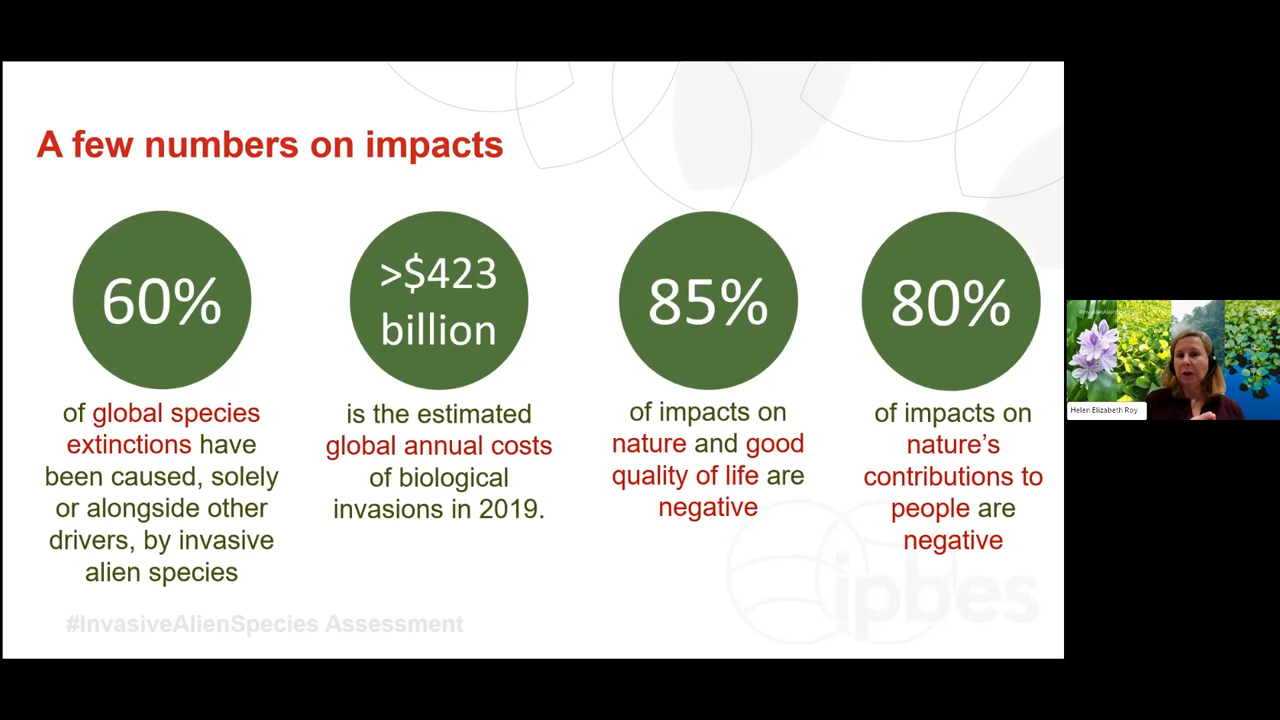 A few numbers on impacts
60%
of global species
extinctions have
been caused, solely
or alongside other
drivers, by invasive
alien species
>$423
billion
is the estimated
global annual costs
of biological
invasions in 2019.
85%
of impacts on
nature and good
quality of life are
negative
80%
of impacts on
nature’s
contributions to
people are
negative
ipbes
#InvasiveAlienSpecies Assessment
ipbes
Helen Elizabeth Roy